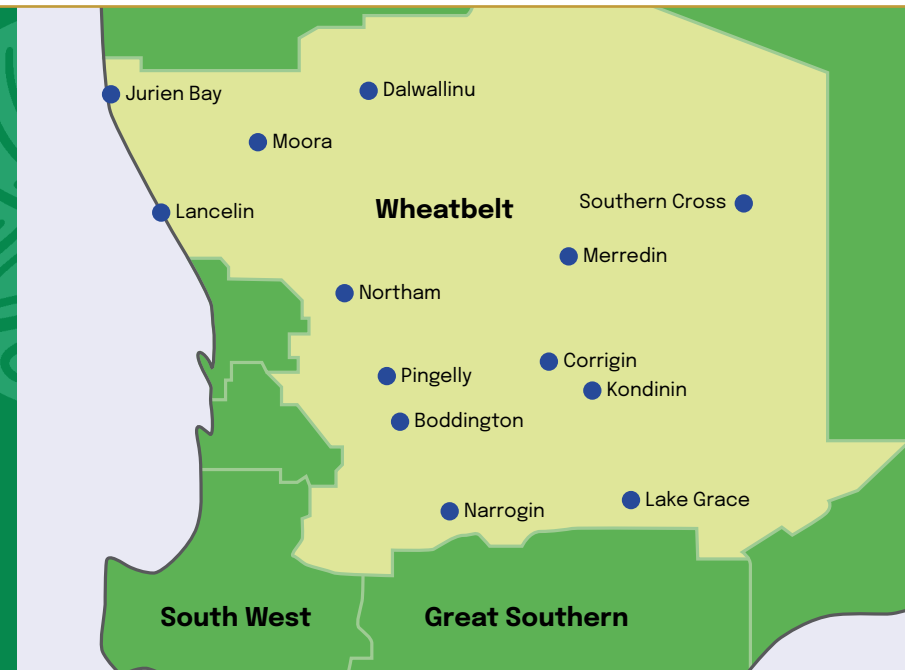 Jurien Bay
Dalwallinu
Moora
Lancelin
Wheatbelt
Southern Cross
Merredin
Northam
Corrigin
Pingelly
Kondinin
Boddington
Lake Grace
Narrogin
South West
Great Southern